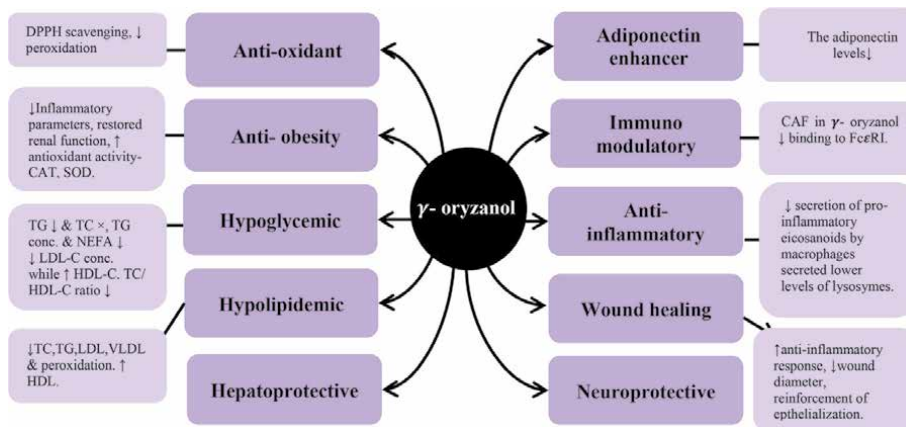 DPPH scavenging, ↓
peroxidation
Anti-oxidant
↓Inflammatory
parameters, restored
renal function, ↑
antioxidant activity-
CAT, SOD.
Anti- obesity
TG ↓ & TC ×, TG
conc. & NEFA ↓
↓ LDL-C conc.
while ↑ HDL-C. TC/
HDL-C ratio ↓
Hypoglycemic
↓TC,TG,LDL,VLDL
& peroxidation. ↑
HDL.
Hypolipidemic
Hepatoprotective
γ- oryzanol
Adiponectin
enhancer
The adiponectin
levels↓
Immuno
modulatory
CAF in γ- oryzanol
↓ binding to FcεRI.
Anti-
inflammatory
↓ secretion of pro-
inflammatory
eicosanoids by
macrophages
secreted lower
levels of lysosymes.
Wound healing
↑anti-inflammatory
response, ↓wound
diameter,
reinforcement of
ephelialization.
Neuroprotective